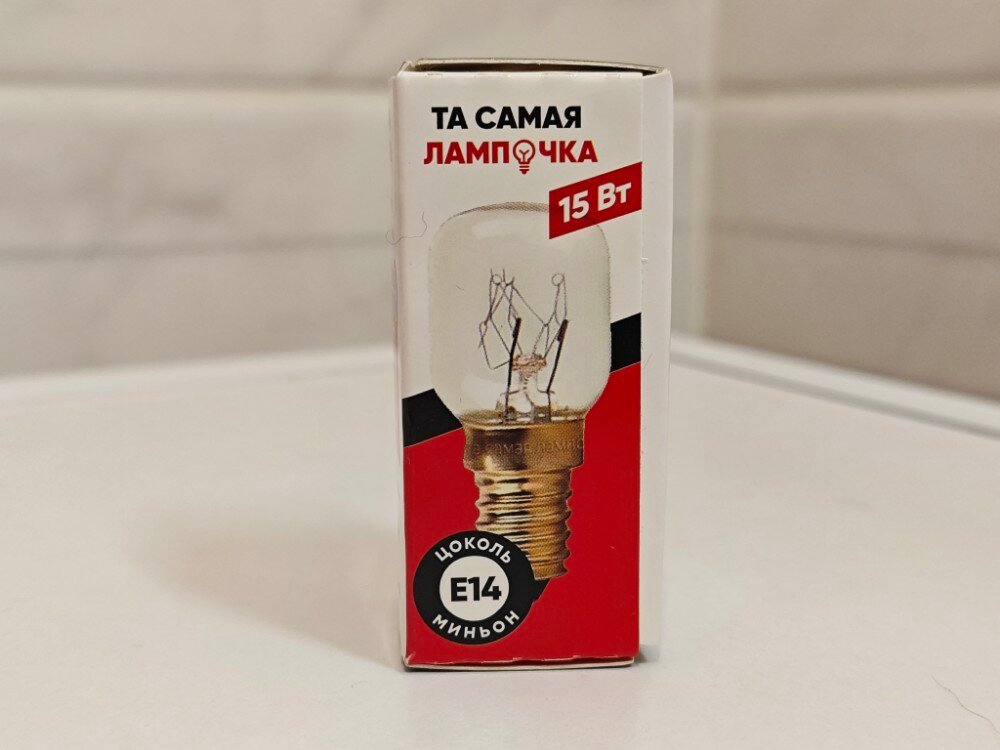 ТА САМАЯ
ЛАМПОЧКА
15 Вт
ЦОКОЛЬ
E14
МИНЬОН